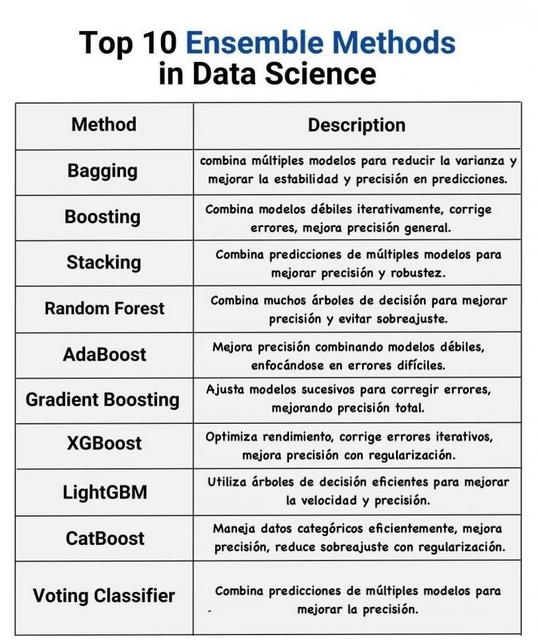 Top 10 Ensemble Methods
in Data Science
Method
Description
Bagging
combina múltiples modelos para reducir la varianza y
mejorar la estabilidad y precisión en predicciones.
Boosting
Combina modelos débiles iterativamente, corrige
errores, mejora precisión general.
Stacking
Combina predicciones de múltiples modelos para
mejorar precisión y robustez.
Random Forest
Combina muchos árboles de decisión para mejorar
precisión y evitar sobreajuste.
AdaBoost
Mejora precisión combinando modelos débiles,
enfocándose en errores difíciles.
Gradient Boosting
Ajusta modelos sucesivos para corregir errores,
mejorando precisión total.
XGBoost
Optimiza rendimiento, corrige errores iterativos,
mejora precisión con regularización.
LightGBM
Utiliza árboles de decisión eficientes para mejorar
la velocidad y precisión.
CatBoost
Maneja datos categóricos eficientemente, mejora
precisión, reduce sobreajuste con regularización.
Voting Classifier
Combina predicciones de múltiples modelos para
mejorar la precisión.